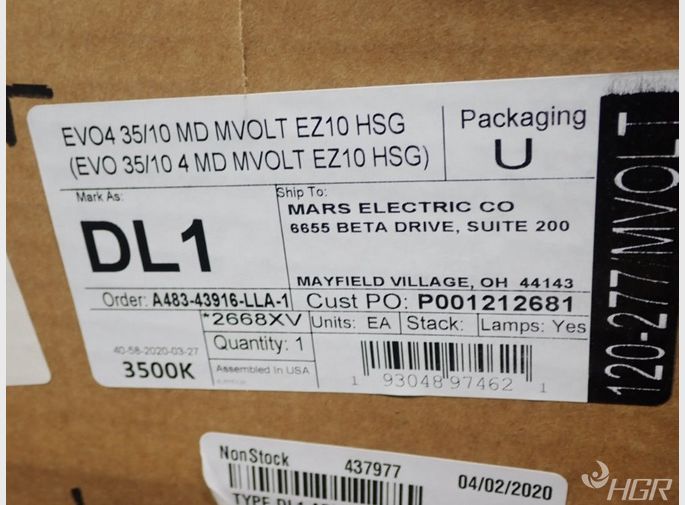 EVO4 35/10 MD MVOLT EZ10 HSG
(EVO 35/10 4 MD MVOLT EZ10 HSG)
Packaging
U
Mark As:
DL1
Ship To:
MARS ELECTRIC CO
6655 BETA DRIVE, SUITE 200
MAYFIELD VILLAGE, OH 44143
Order: A483-43916-LLA-1
Cust PO: P001212681
*2668XV
Units: EA
Stack:
Lamps: Yes
40-58-2020-03-27
3500K
Quantity: 1
Assembled In USA
1 93048 97462 1
120-277/MVOLT
NonStock
437977
04/02/2020
TYPE DL1
HGR